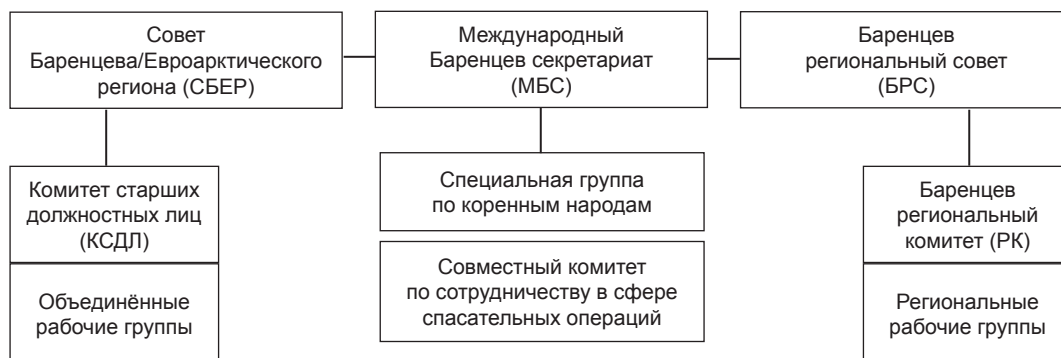 Совет
Баренцева/Евроарктического
региона (СБЕР)
Международный
Баренцев секретариат
(МБС)
Баренцев
региональный совет
(БРС)
Комитет старших
должностных лиц
(КСДЛ)
Объединённые
рабочие группы
Специальная группа
по коренным народам
Совместный комитет
по сотрудничеству в сфере
спасательных операций
Баренцев
региональный
комитет (РК)
Региональные
рабочие группы